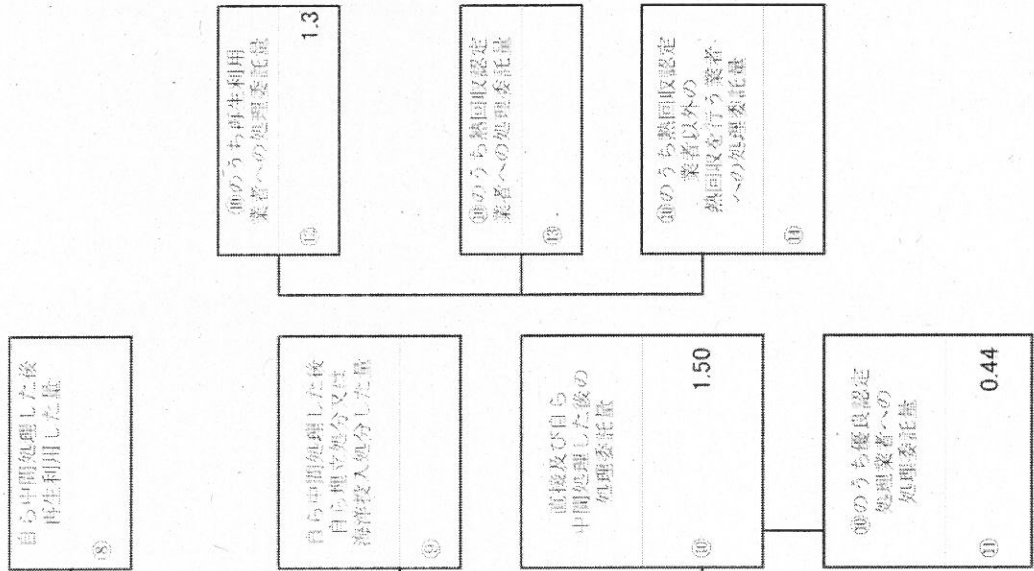 自ら中間処理した後
再生利用した量
⑧
自ら中間処理した後
自ら埋立処分又は
海洋投入処分した量
⑨
直接及び自ら
中間処理した後の
処理委託量
⑩
1.50
⑩のうち優良認定
処理業者への
処理委託量
⑪
0.44
⑩のうち再生利用
業者への処理委託量
⑫
1.3
⑩のうち熱回収認定
業者への処理委託量
⑬
⑩のうち熱回収認定
業者以外の
熱回収を行う業者
への処理委託量
⑭